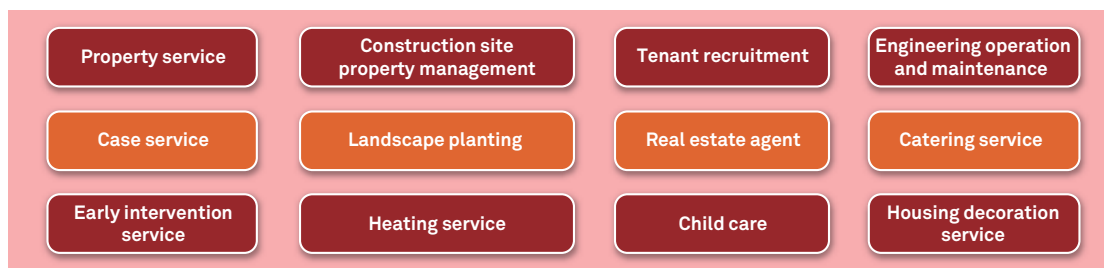 Property service
Construction site
property management
Tenant recruitment
Engineering operation
and maintenance
Case service
Landscape planting
Real estate agent
Catering service
Early intervention
service
Heating service
Child care
Housing decoration
service